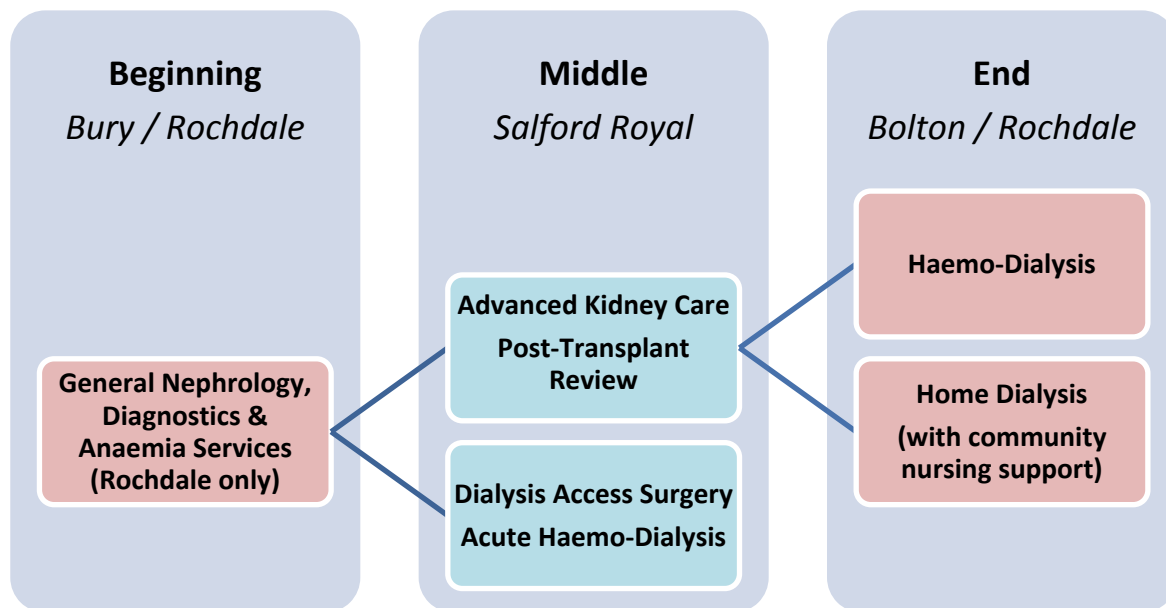 Beginning
Bury / Rochdale
General Nephrology,
Diagnostics &
Anaemia Services
(Rochdale only)
Middle
Salford Royal
Advanced Kidney Care
Post-Transplant
Review
Dialysis Access Surgery
Acute Haemo-Dialysis
End
Bolton / Rochdale
Haemo-Dialysis
Home Dialysis
(with community
nursing support)